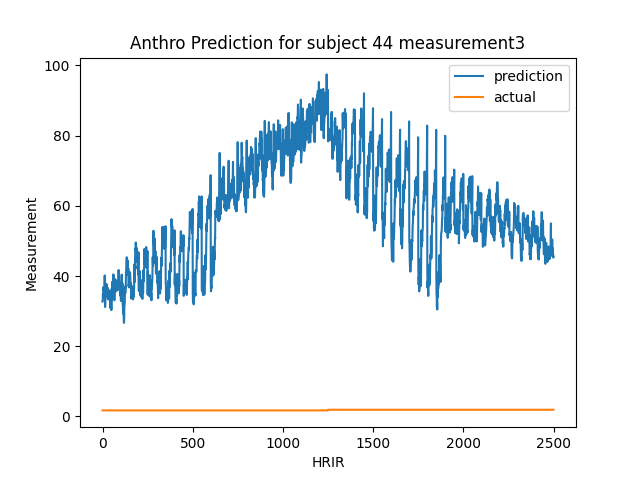 Anthro Prediction for subject 44 measurement3
prediction
actual
100
80
60
40
20
0
Measurement
0 500 1000 1500 2000 2500
HRIR